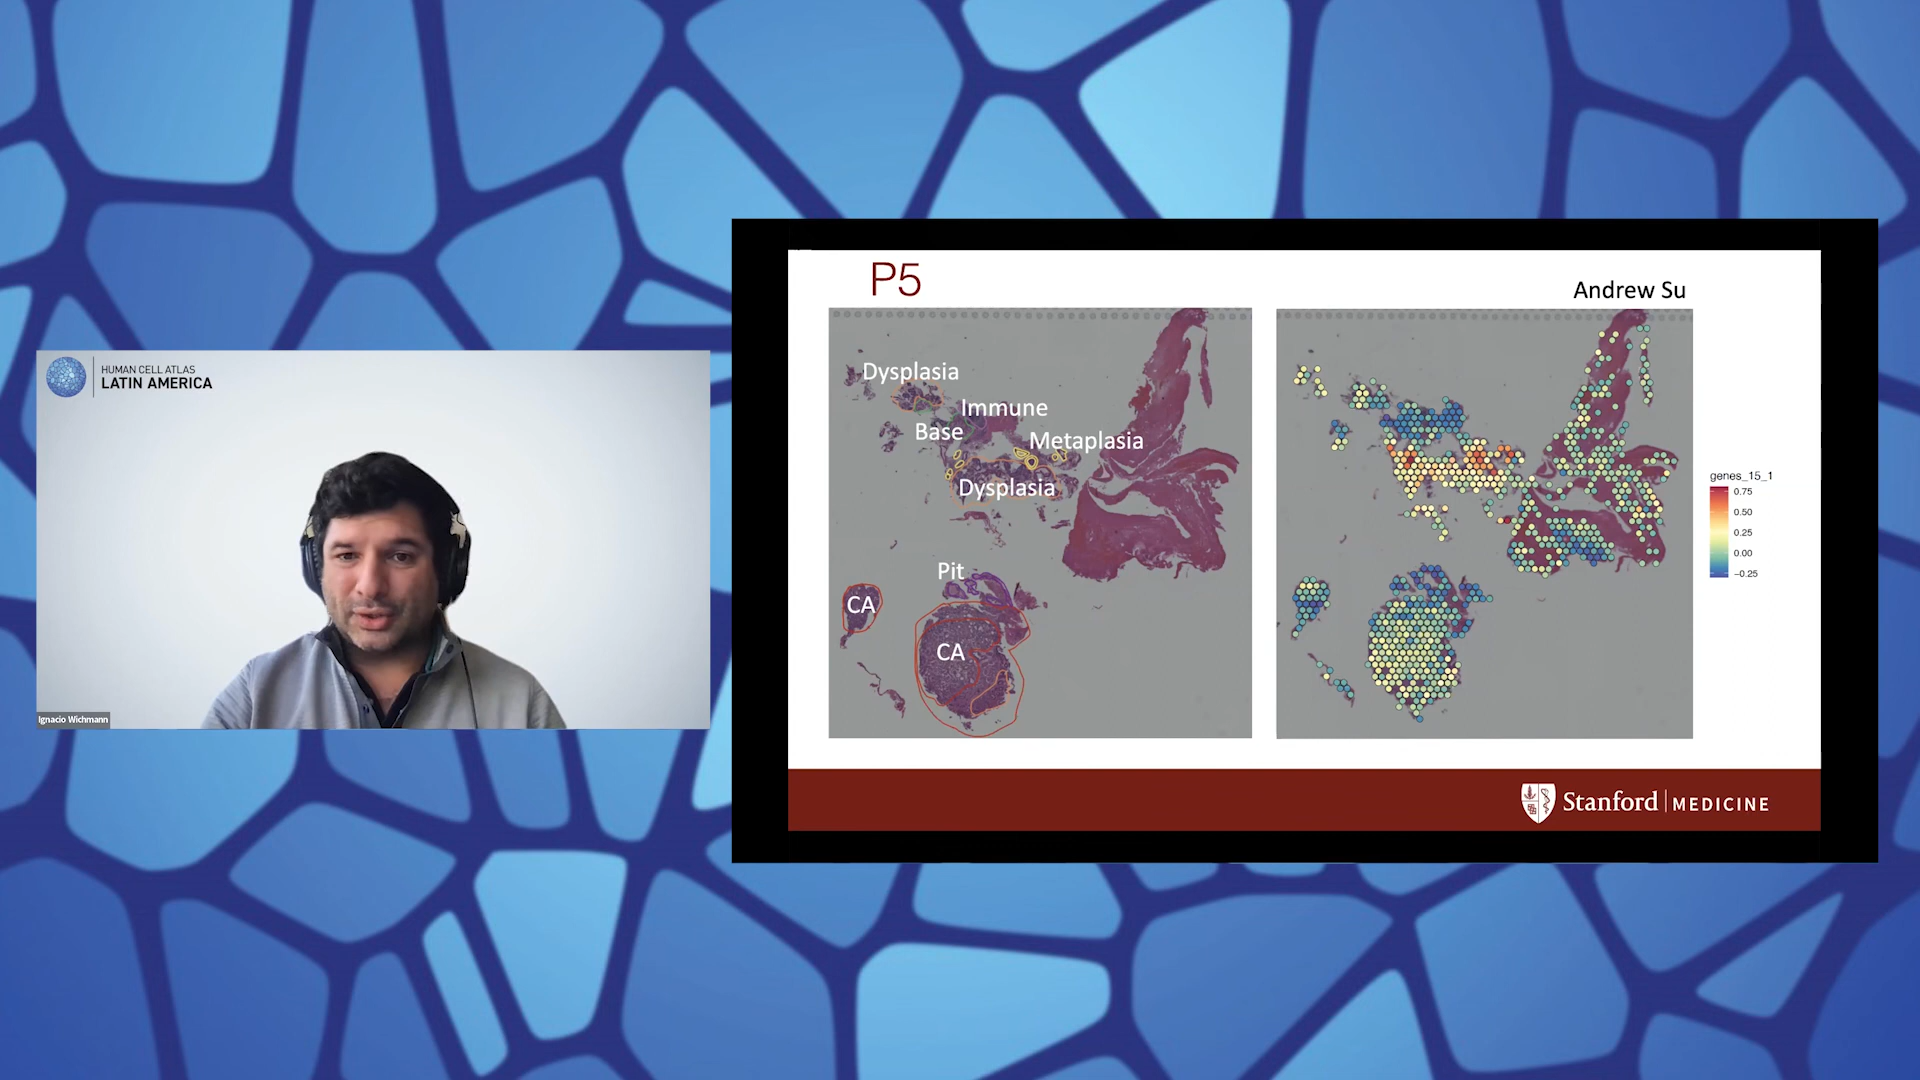 HUMAN CELL ATLAS
LATIN AMERICA
Ignacio Wichmann
P5
Andrew Su
Dysplasia
Immune
Base
Metaplasia
Dysplasia
Pit
CA
CA
genes_15_1
0.75
0.50
0.25
0.00
−0.25
Stanford MEDICINE